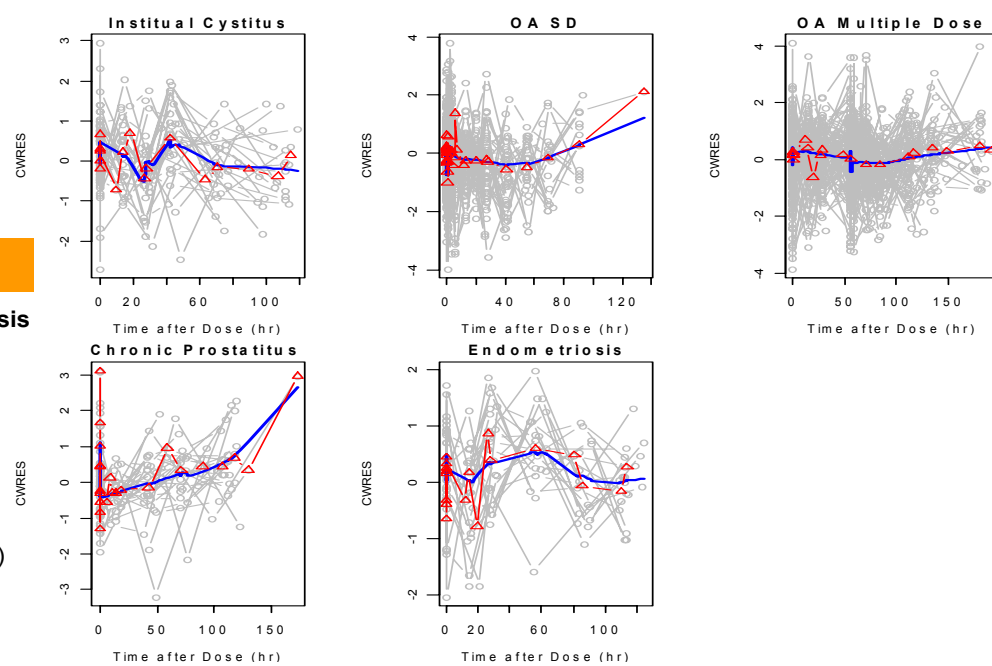 Institual Cystitus
CWRES
3
2
1
0
-1
-2
0 20 60 100
Time after Dose (hr)
OA SD
CWRES
4
2
0
-2
-4
0 40 80 120
Time after Dose (hr)
OA Multiple Dose
CWRES
4
2
0
-2
-4
0 50 100 150
Time after Dose (hr)
sis
)
Chronic Prostatitus
CWRES
3
2
1
0
-1
-2
-3
0 50 100 150
Time after Dose (hr)
Endometriosis
CWRES
2
1
0
-1
-2
0 20 60 100
Time after Dose (hr)